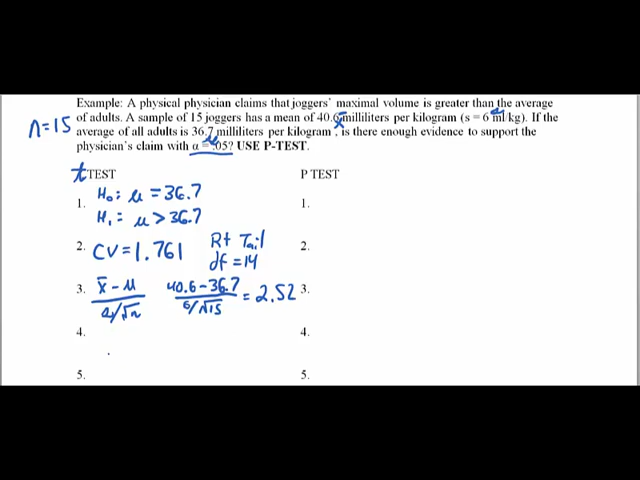 Example: A physical physician claims that joggers' maximal volume is greater than the average
of adults. A sample of 15 joggers has a mean of 40.6 milliliters per kilogram (s = 6 ml/kg). If the
n=15
x̄
average of all adults is 36.7 milliliters per kilogram , is there enough evidence to support the
μ
physician's claim with α = .05? USE P-TEST.
t TEST
1. H₀: μ = 36.7
H₁: μ > 36.7
2. CV = 1.761 Rt Tail
df = 14
3. x̄ - μ / s/√n 40.6-36.7 / 6/√15 = 2.52
4.
5.
P TEST
1.
2.
3.
4.
5.